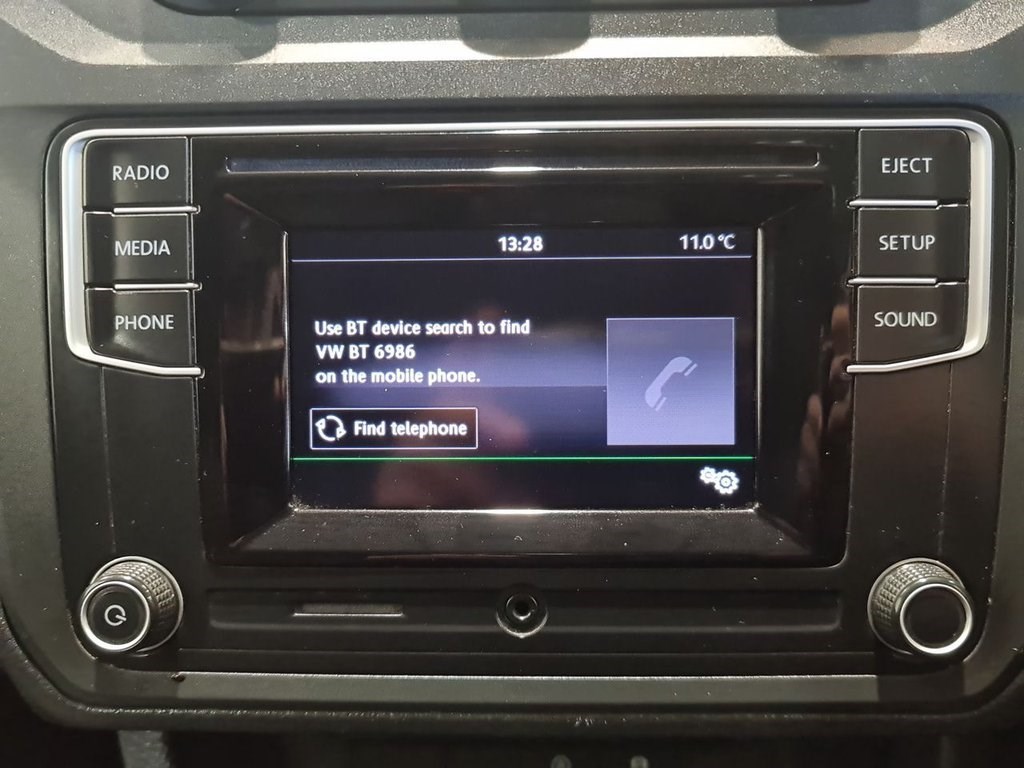 RADIO
MEDIA
PHONE
EJECT
SETUP
SOUND
13:28
11.0 °C
Use BT device search to find
VW BT 6986
on the mobile phone.
Find telephone